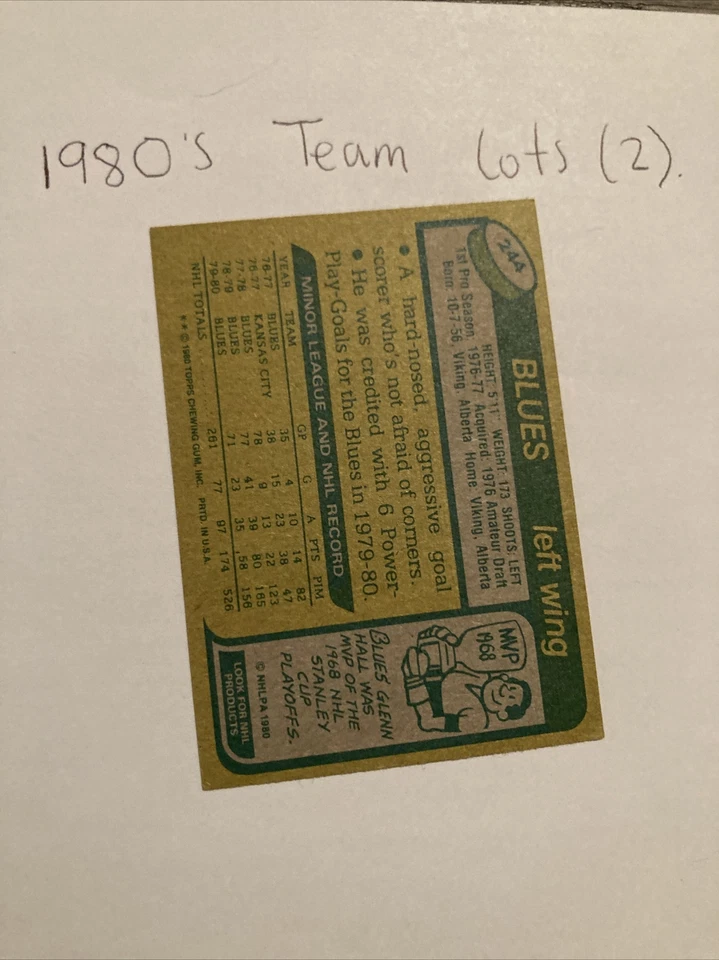 1980's Team Lots (2).
244
BLUES left wing
HEIGHT: 5'11" WEIGHT: 173 SHOOTS: LEFT
1st Pro Season: 1976-77 Acquired: 1976 Amateur Draft
Born: 10-7-56, Viking, Alberta Home: Viking, Alberta
• A hard-nosed, aggressive goal
scorer who's not afraid of corners.
• He was credited with 6 Power-
Play-Goals for the Blues in 1979-80.
MINOR LEAGUE AND NHL RECORD
YEAR TEAM GP G A PTS PIM
76-77 BLUES 35 4 10 14 82
76-77 KANSAS CITY 38 15 23 38 47
77-78 BLUES 78 9 13 22 123
78-79 BLUES 77 41 39 80 165
79-80 BLUES 71 23 35 58 156
NHL TOTALS 261 77 97 174 526
* * © 1980 TOPPS CHEWING GUM, INC. PRTD. IN U.S.A.
MVP
1968
BLUES GLENN
HALL WAS
MVP OF THE
1968 NHL
STANLEY
CUP
PLAYOFFS.
© NHLPA 1980
LOOK FOR NHL
PRODUCTS